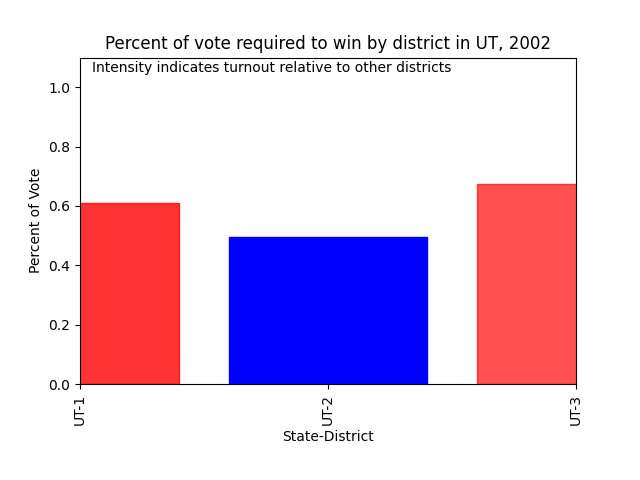 Percent of vote required to win by district in UT, 2002
Intensity indicates turnout relative to other districts
1.0
0.8
0.6
0.4
0.2
0.0
Percent of Vote
UT-1
UT-2
UT-3
State-District